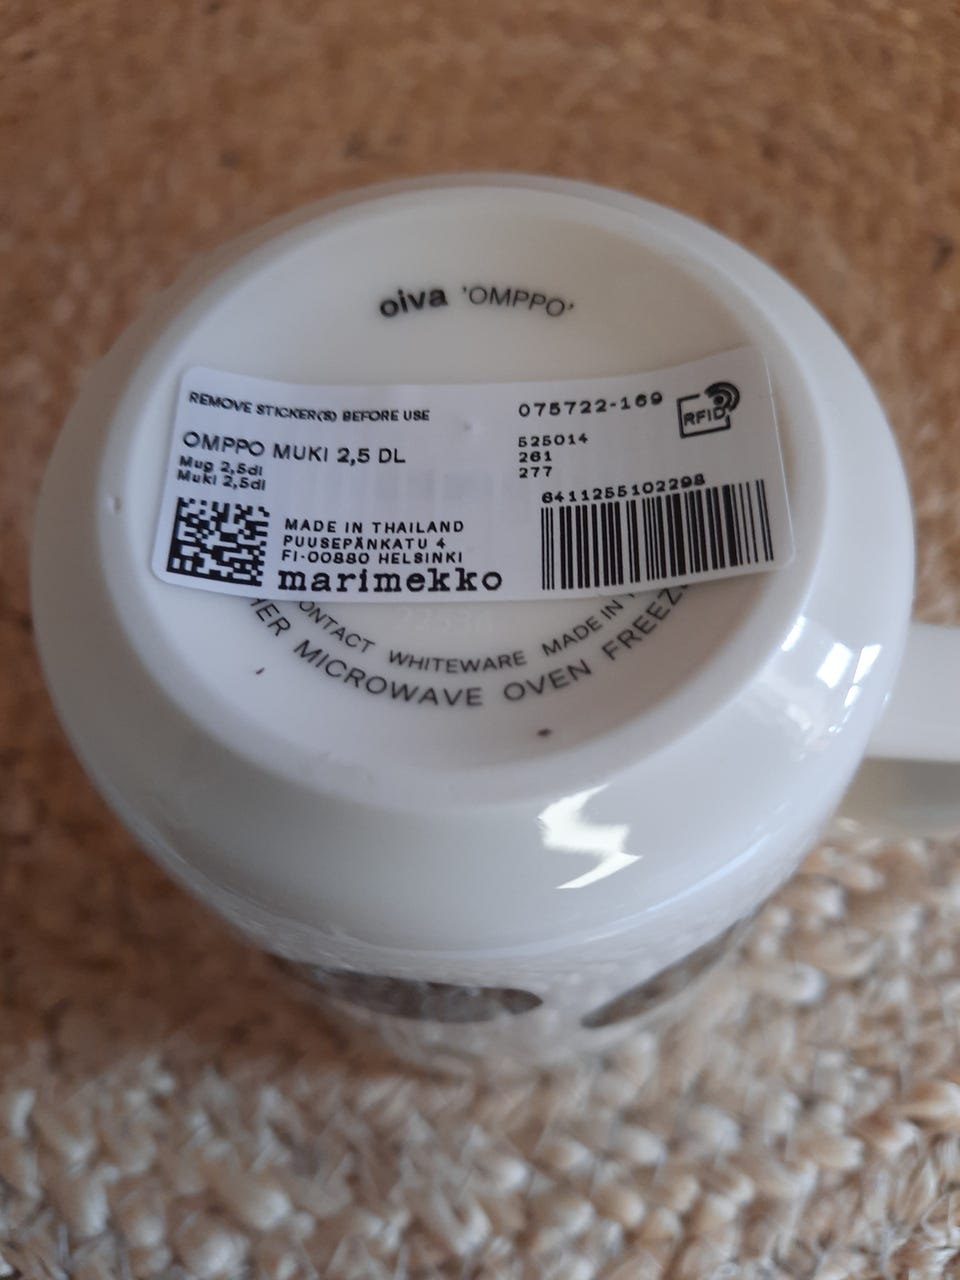 oiva 'OMPPO'
REMOVE STICKER(S) BEFORE USE
OMPPO MUKI 2,5 DL
Mug 2,5dl
Muki 2,5dl
075722-169
RFID
525014
261
277
6411255102298
MADE IN THAILAND
PUUSEPÄNKATU 4
FI-00880 HELSINKI
marimekko
ONTACT WHITEWARE MADE IN
HER MICROWAVE OVEN FREEZ